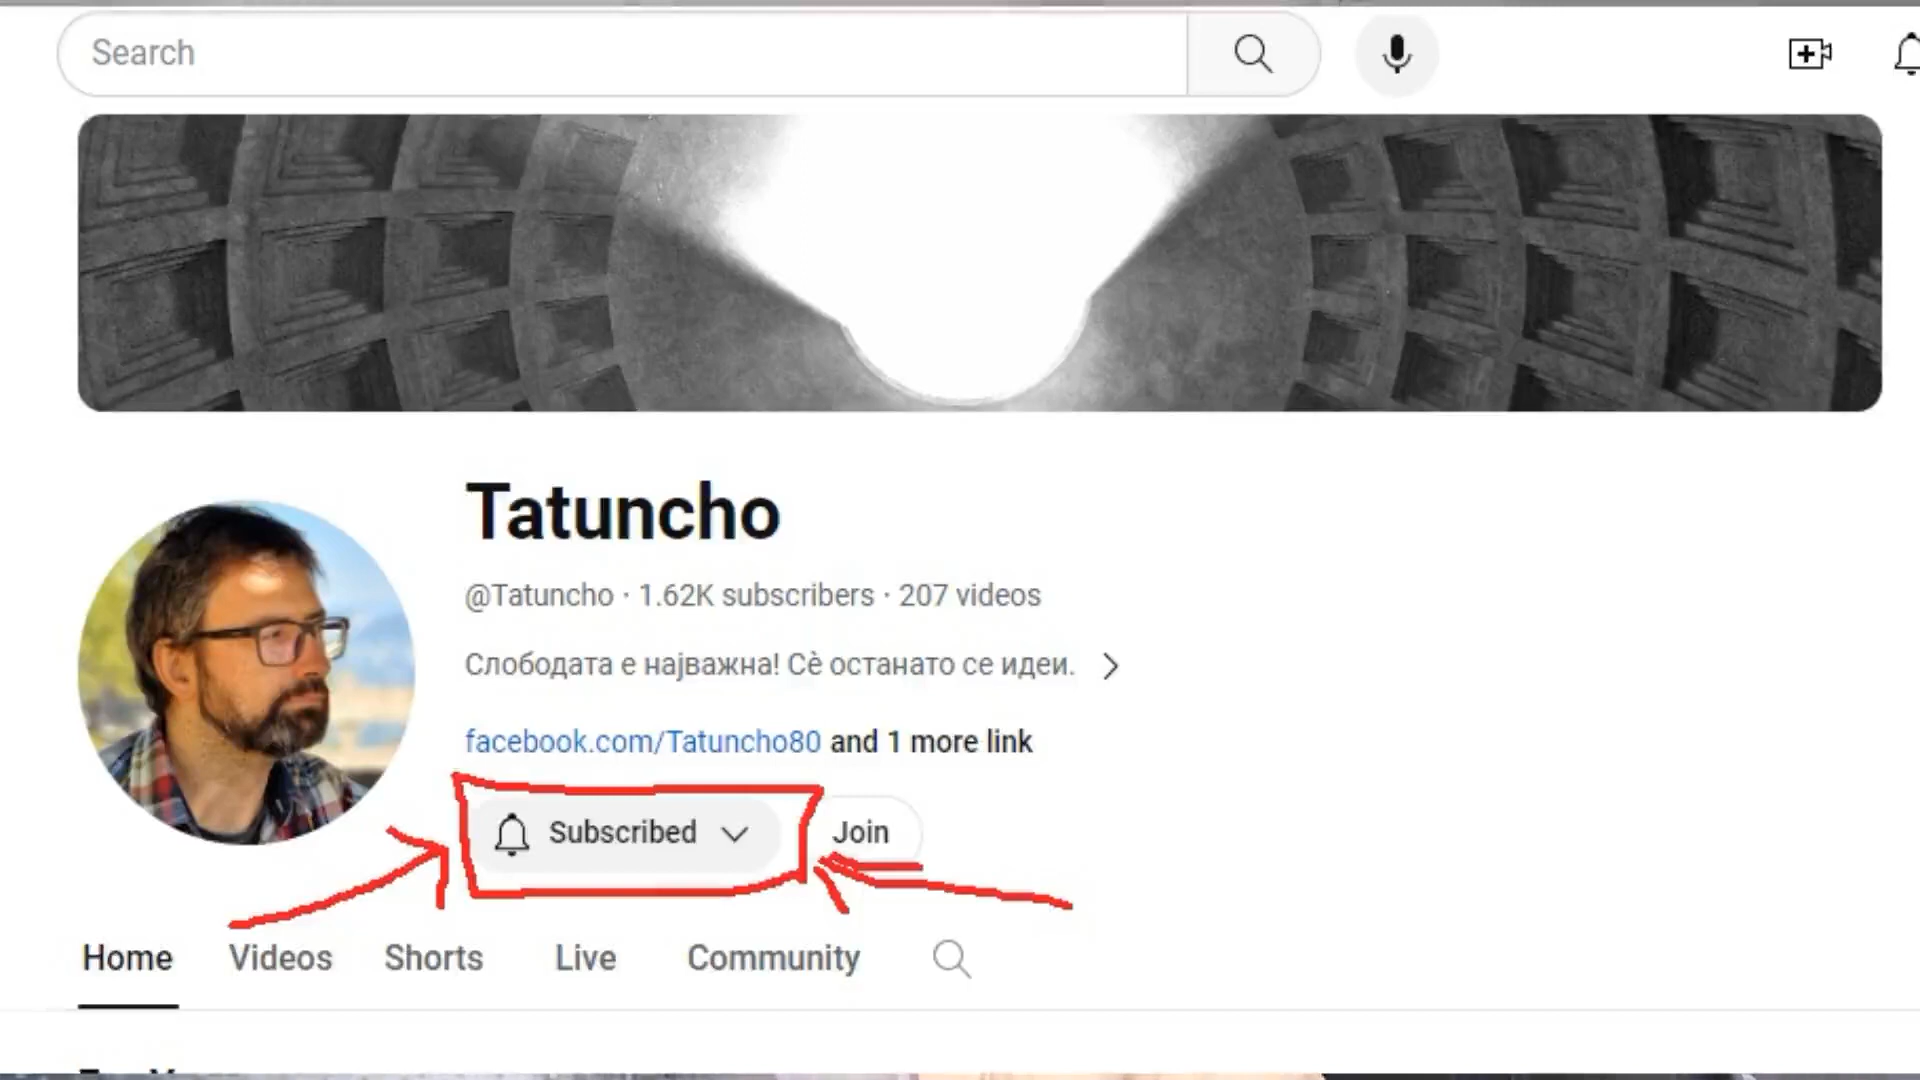 Search
Tatuncho
@Tatuncho · 1.62K subscribers · 207 videos
Слободата е најважна! Сѐ останато се идеи.
facebook.com/Tatuncho80 and 1 more link
Subscribed Join
Home Videos Shorts Live Community